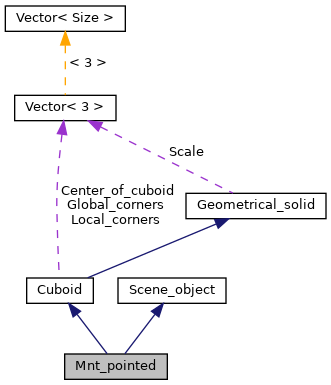 Vector< Size >
< 3 >
Vector< 3 >
Scale
Center_of_cuboid
Global_corners
Local_corners
Geometrical_solid
Cuboid
Scene_object
Mnt_pointed